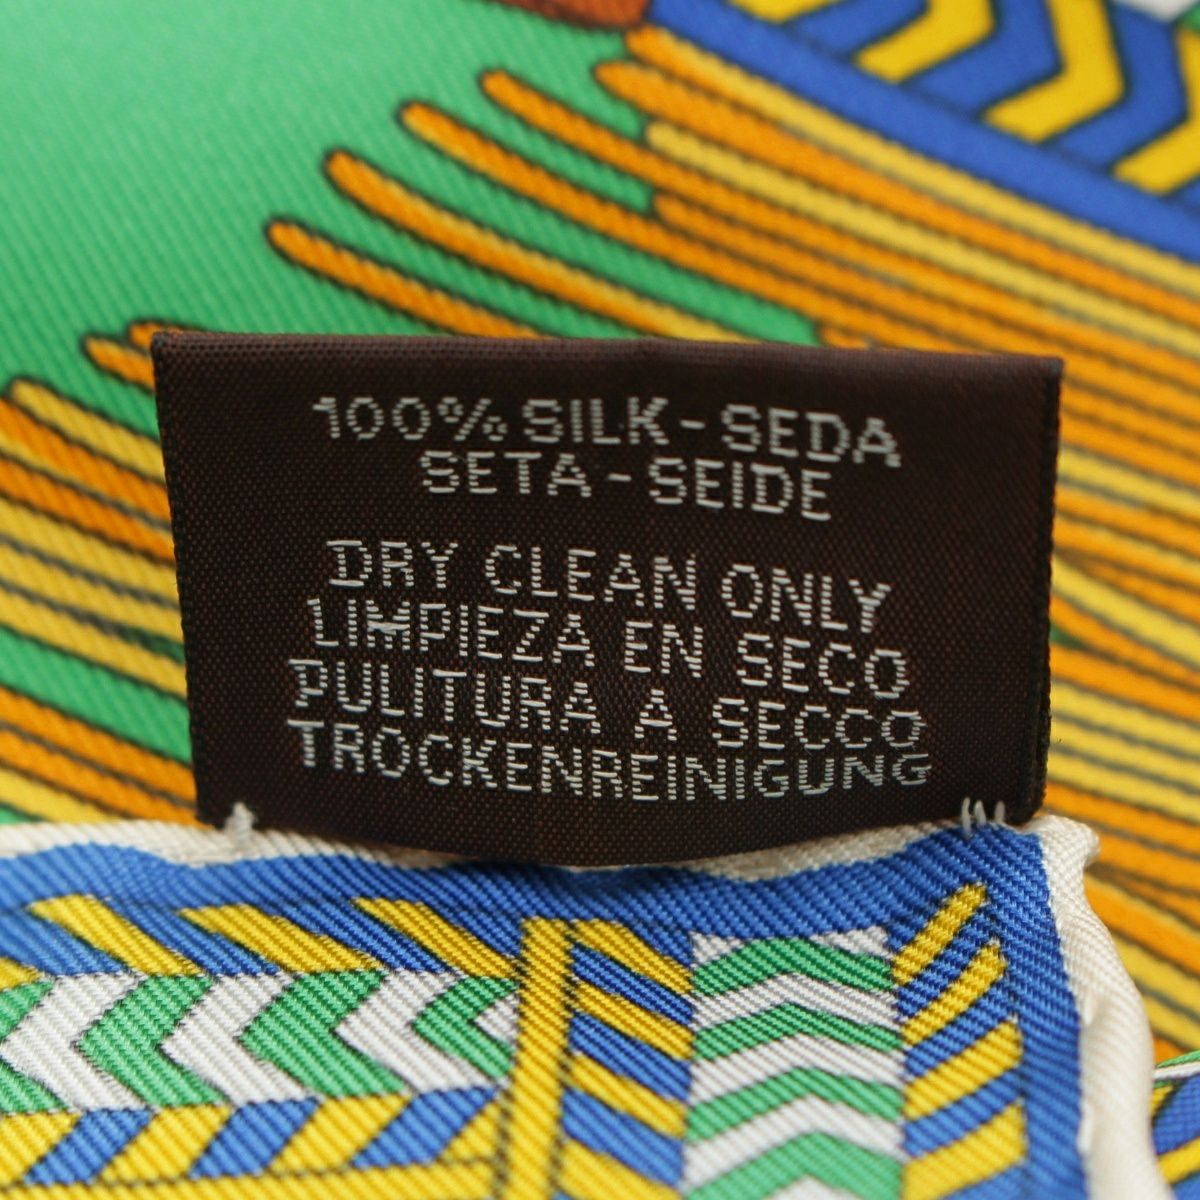 100% SILK - SEDA
SETA - SEIDE
DRY CLEAN ONLY
LIMPIEZA EN SECO
PULITURA A SECCO
TROCKENREINIGUNG